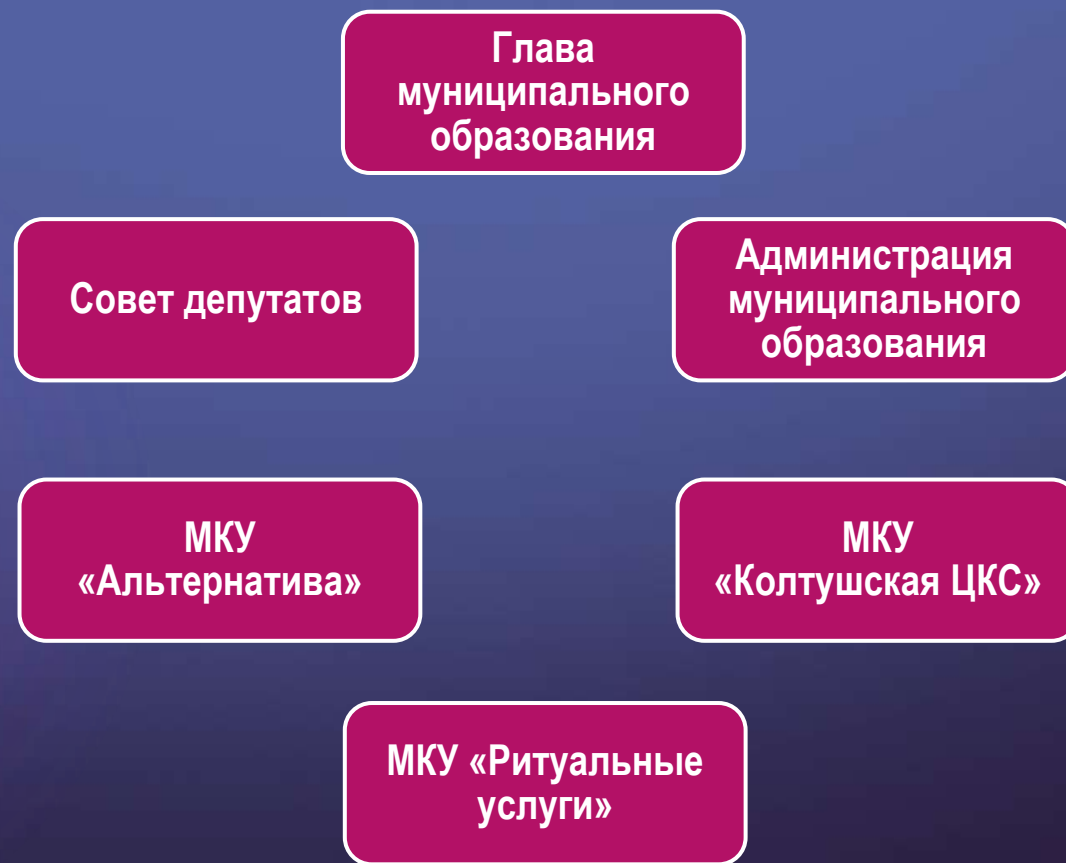 Глава
муниципального
образования
Совет депутатов
Администрация
муниципального
образования
МКУ
«Альтернатива»
МКУ
«Колтушская ЦКС»
МКУ «Ритуальные
услуги»